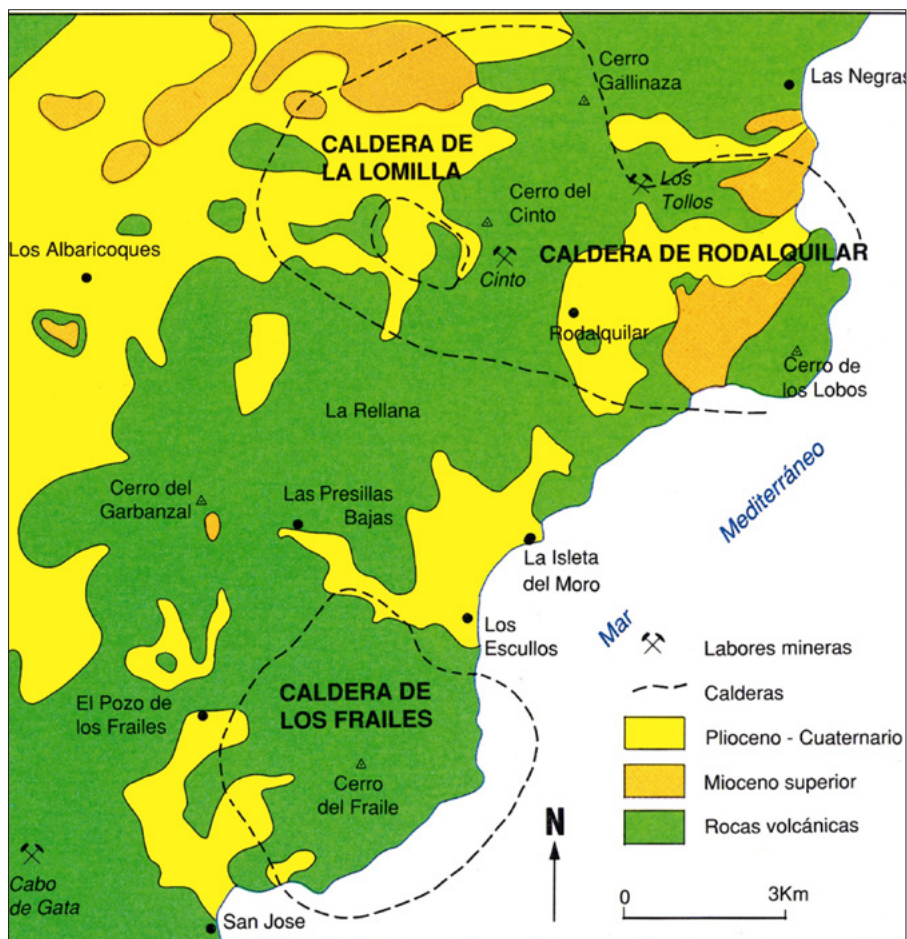 Cerro
Gallinaza
Las Negras
CALDERA DE
LA LOMILLA
Los
Tollos
Cerro del
Cinto
Los Albaricoques
CALDERA DE RODALQUILAR
Cinto
Rodalquilar
Cerro de
los Lobos
La Rellana
Mediterráneo
Cerro del
Garbanzal
Las Presillas
Bajas
La Isleta
del Moro
Los
Escullos
Mar
Labores mineras
Calderas
CALDERA DE
LOS FRAILES
El Pozo de
los Frailes
Plioceno - Cuaternario
Cerro
del Fraile
Mioceno superior
N
Rocas volcánicas
Cabo
de Gata
0 3Km
San Jose